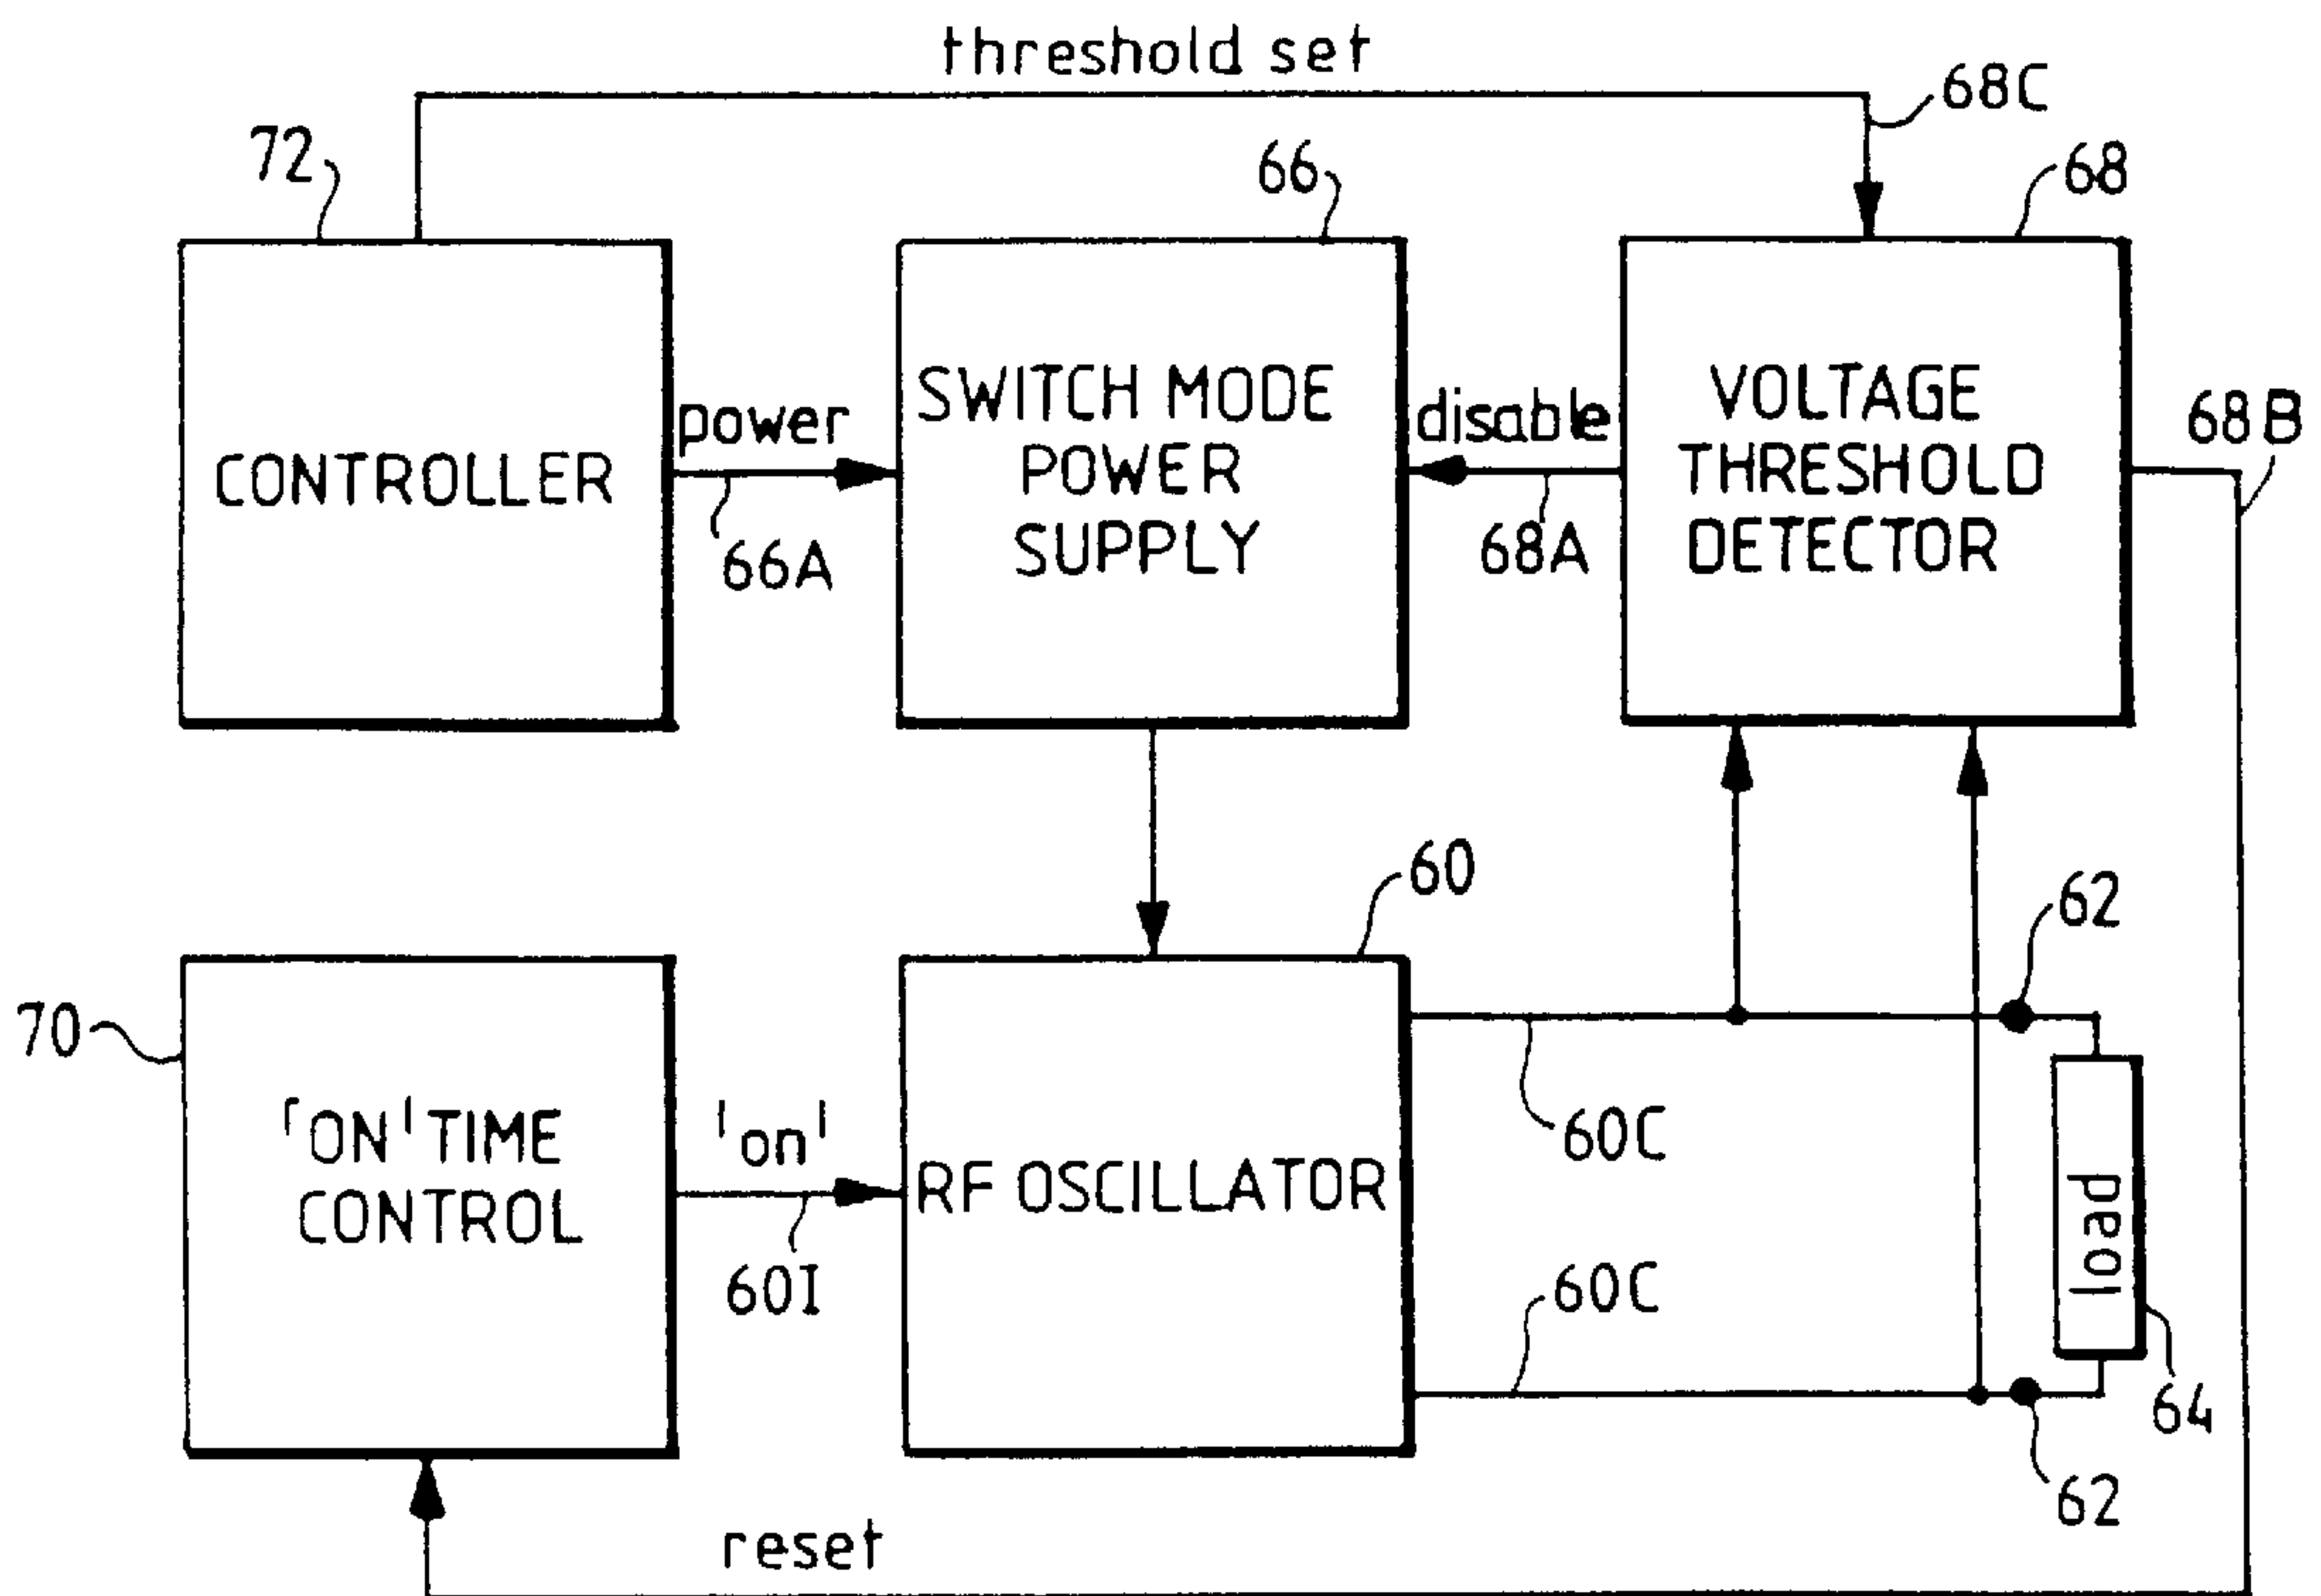 threshold set
68C
72
66
68
CONTROLLER
power
66A
SWITCH MODE
POWER
SUPPLY
disable
68A
VOLTAGE
THRESHOLD
DETECTOR
68B
60
62
70
'ON' TIME
CONTROL
'on'
60I
RF OSCILLATOR
60C
60C
load
64
62
reset